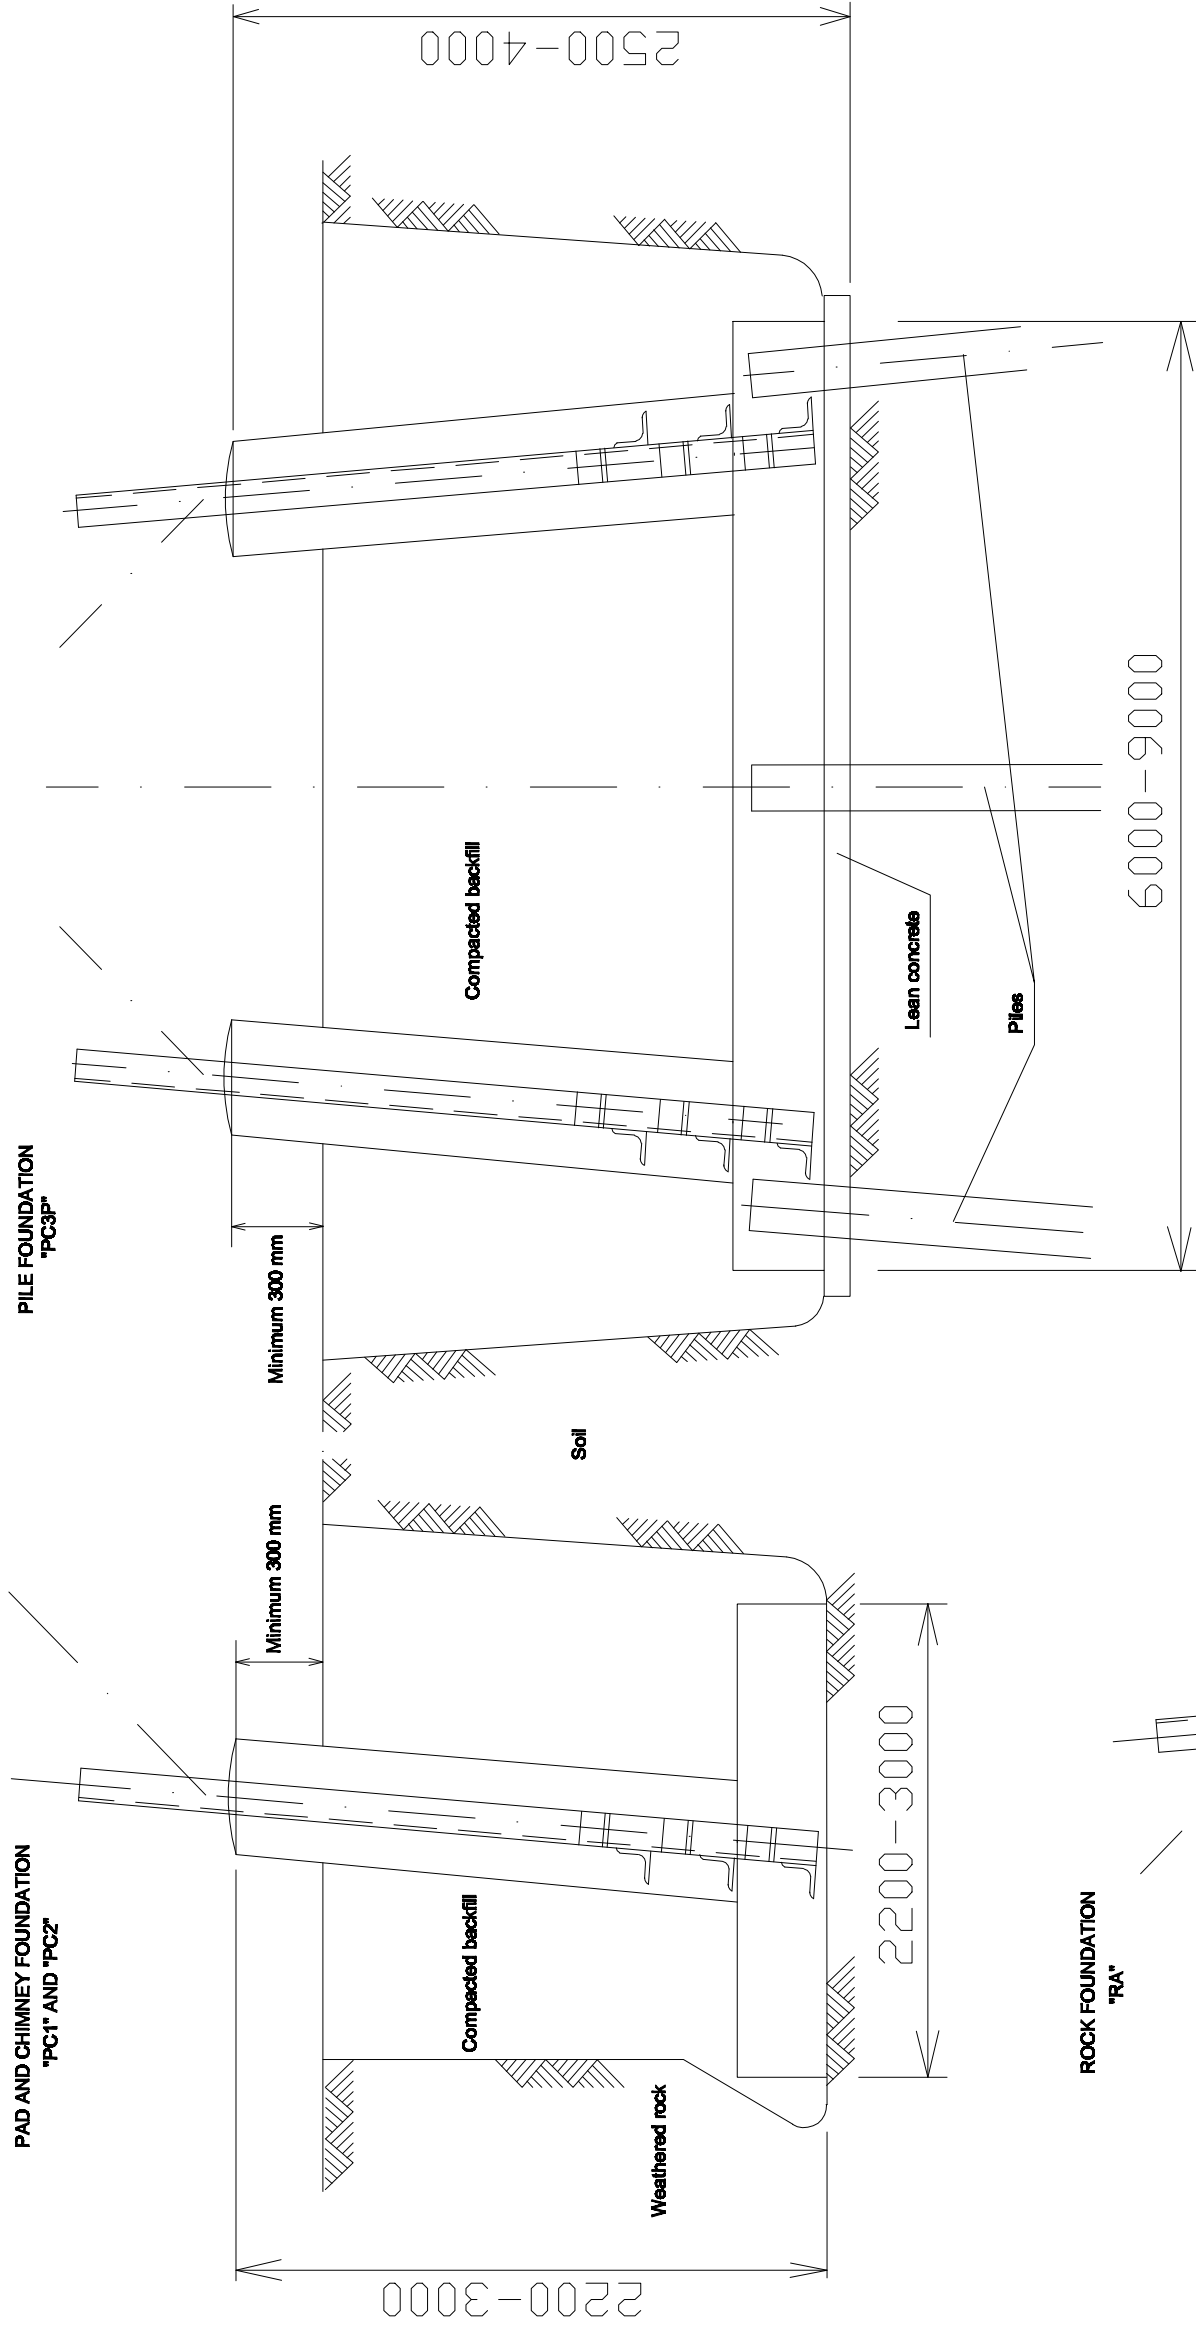 PAD AND CHIMNEY FOUNDATION
"PC1" AND "PC2"
PILE FOUNDATION
"PC3P"
Minimum 300 mm
Minimum 300 mm
2200-3000
Compacted backfill
Weathered rock
Soil
Compacted backfill
2500-4000
2200-3000
Lean concrete
Piles
6000-9000
ROCK FOUNDATION
"RA"